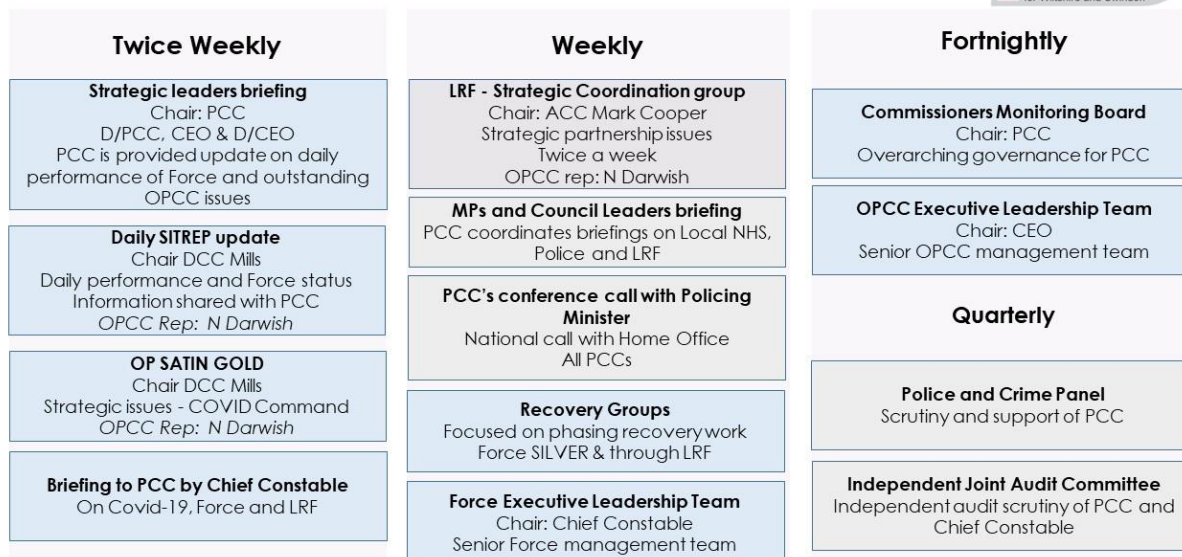 for Wiltshire and Swindon
Twice Weekly
Strategic leaders briefing
Chair: PCC
D/PCC, CEO & D/CEO
PCC is provided update on daily
performance of Force and outstanding
OPCC issues
Daily SITREP update
Chair DCC Mills
Daily performance and Force status
Information shared with PCC
OPCC Rep: N Darwish
OP SATIN GOLD
Chair DCC Mills
Strategic issues - COVID Command
OPCC Rep: N Darwish
Briefing to PCC by Chief Constable
On Covid-19, Force and LRF
Weekly
LRF - Strategic Coordination group
Chair: ACC Mark Cooper
Strategic partnership issues
Twice a week
OPCC rep: N Darwish
MPs and Council Leaders briefing
PCC coordinates briefings on Local NHS,
Police and LRF
PCC's conference call with Policing
Minister
National call with Home Office
All PCCs
Recovery Groups
Focused on phasing recovery work
Force SILVER & through LRF
Force Executive Leadership Team
Chair: Chief Constable
Senior Force management team
Fortnightly
Commissioners Monitoring Board
Chair: PCC
Overarching governance for PCC
OPCC Executive Leadership Team
Chair: CEO
Senior OPCC management team
Quarterly
Police and Crime Panel
Scrutiny and support of PCC
Independent Joint Audit Committee
Independent audit scrutiny of PCC and
Chief Constable